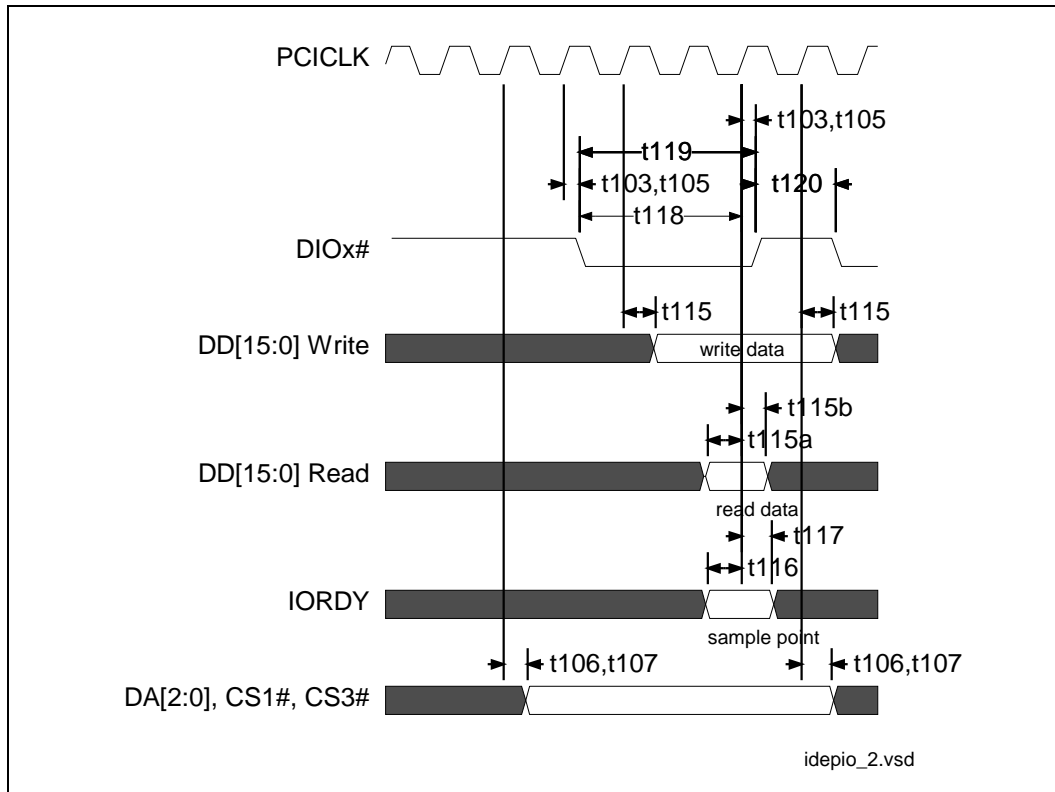 PCICLK
t103,t105
t119
t103,t105
t120
t118
DIOx#
t115
t115
DD[15:0] Write
write data
t115b
t115a
DD[15:0] Read
read data
t117
t116
IORDY
sample point
t106,t107
t106,t107
DA[2:0], CS1#, CS3#
idepio_2.vsd